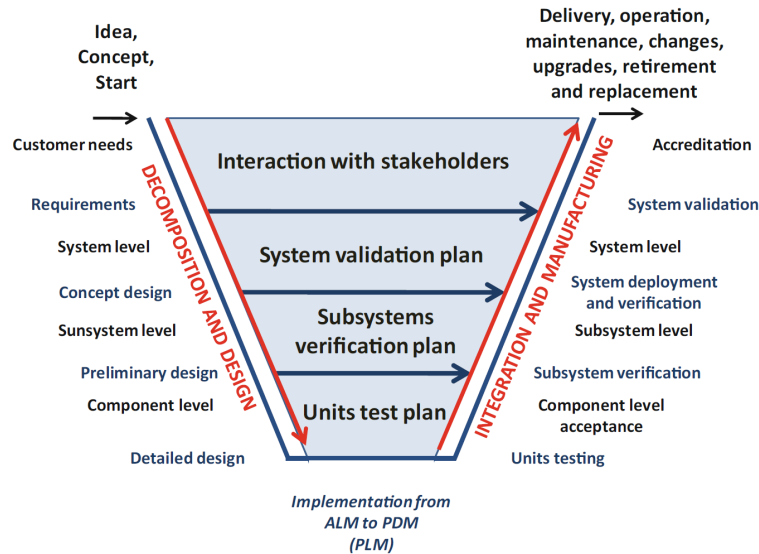 Idea,
Concept,
Start
Delivery, operation,
maintenance, changes,
upgrades, retirement
and replacement
Customer needs
Requirements
System level
Concept design
Sunsystem level
Preliminary design
Component level
Detailed design
DECOMPOSITION AND DESIGN
Interaction with stakeholders
System validation plan
Subsystems
verification plan
Units test plan
INTEGRATION AND MANUFACTURING
Accreditation
System validation
System level
System deployment
and verification
Subsystem level
Subsystem verification
Component level
acceptance
Units testing
Implementation from
ALM to PDM
(PLM)